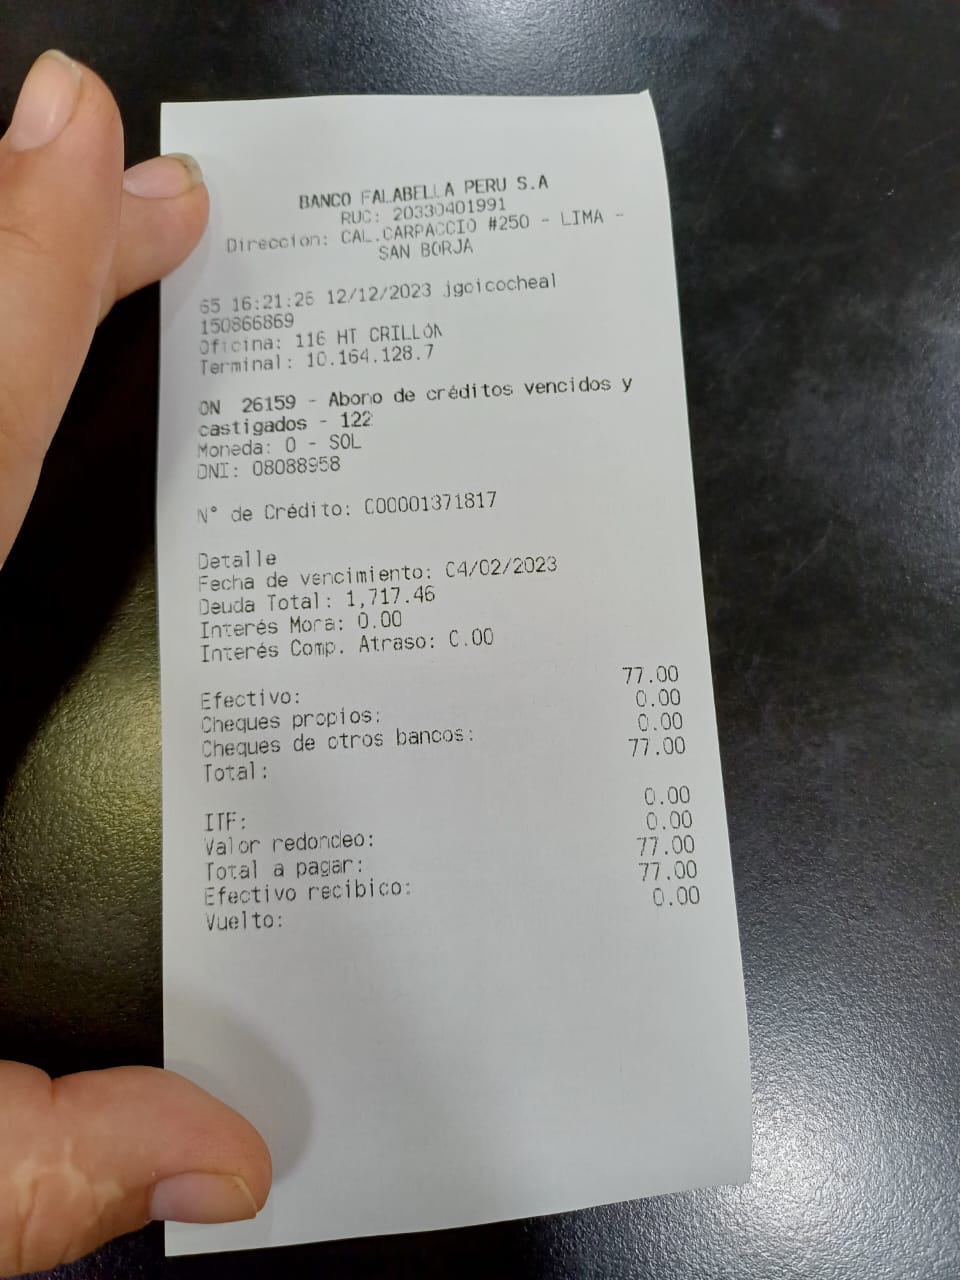 BANCO FALABELLA PERU S.A
RUC: 20330401991
Direccion: CAL.CARPACCIO #250 - LIMA -
SAN BORJA
65 16:21:26 12/12/2023 jgoicocheal
150866869
Oficina: 116 HT CRILLÓN
Terminal: 10.164.128.7
ON 26159 - Abono de créditos vencidos y
castigados - 122
Moneda: 0 - SOL
DNI: 08088958
N° de Crédito: C00001371817
Detalle
Fecha de vencimiento: 04/02/2023
Deuda Total: 1,717.46
Interés Mora: 0.00
Interés Comp. Atraso: 0.00
Efectivo: 77.00
Cheques propios: 0.00
Cheques de otros bancos: 0.00
Total: 77.00
ITF: 0.00
Valor redondeo: 0.00
Total a pagar: 77.00
Efectivo recibido: 77.00
Vuelto: 0.00